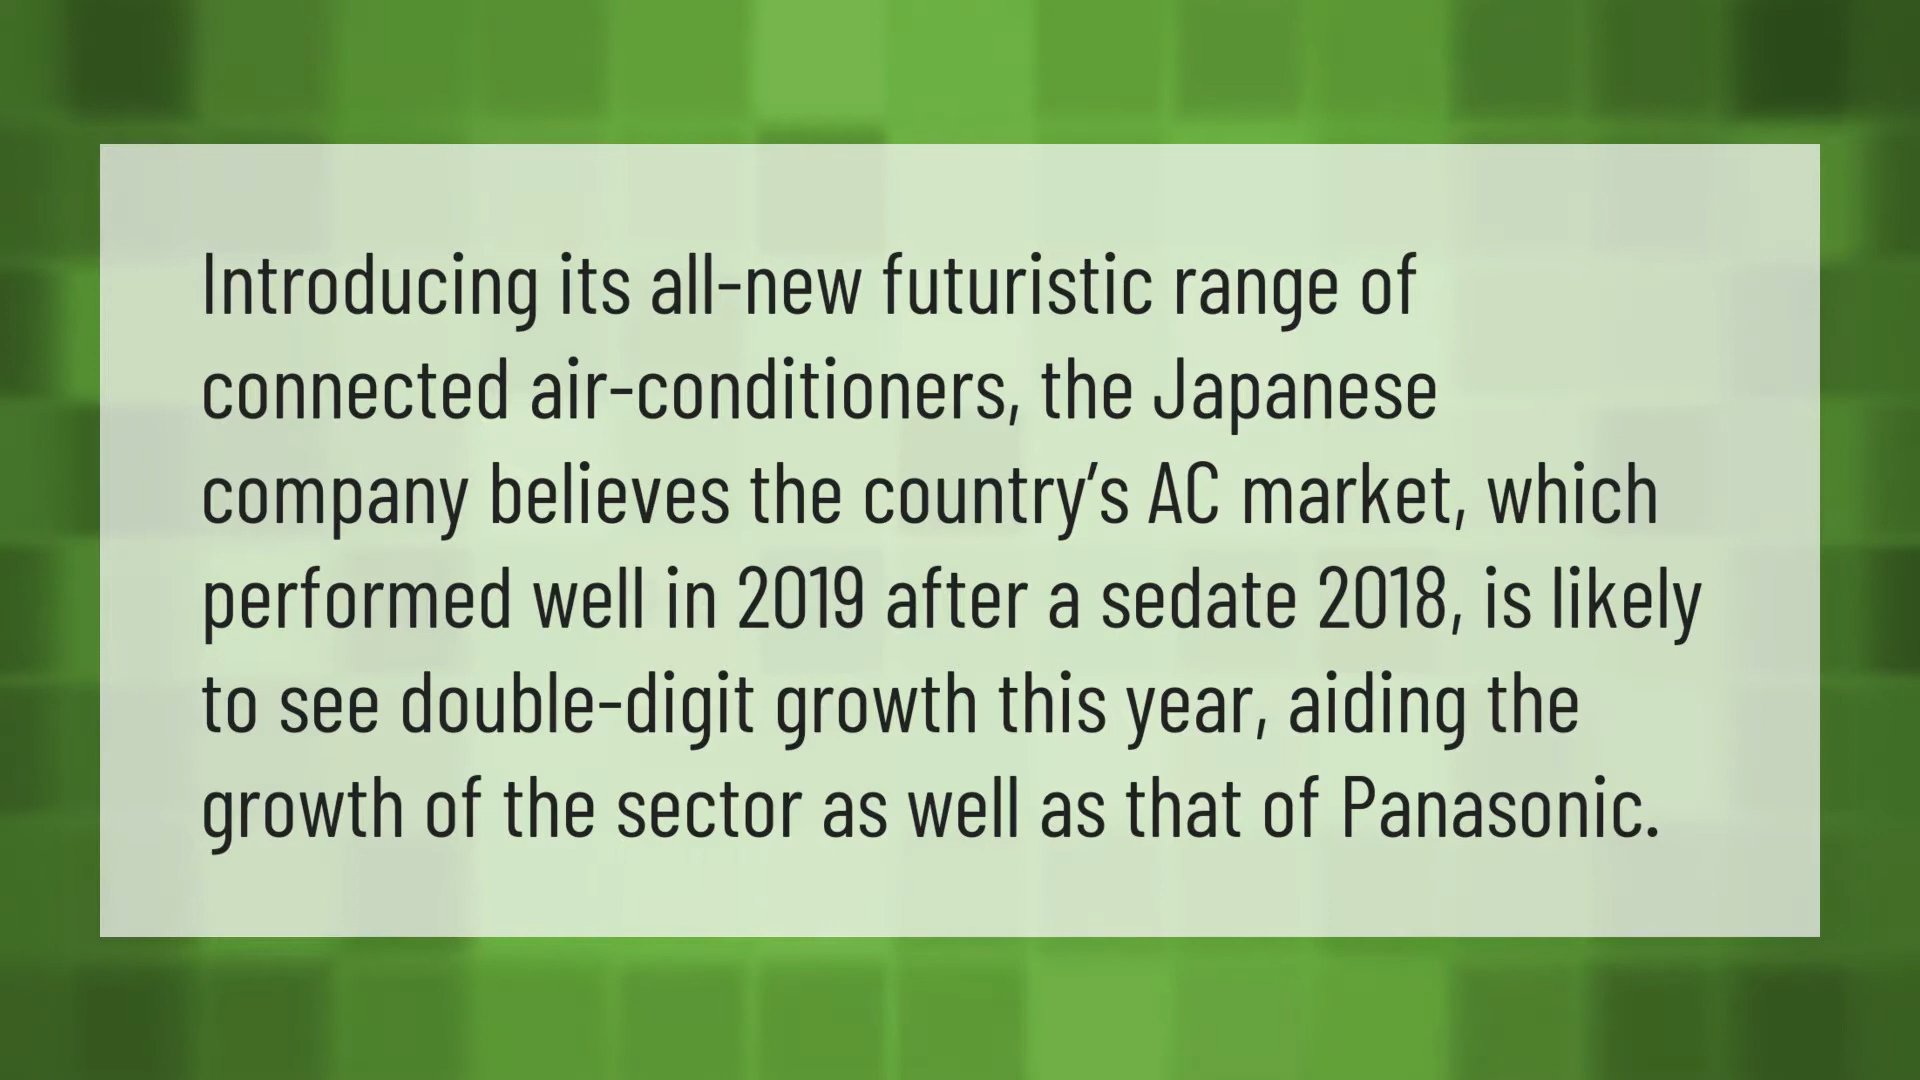 Introducing its all-new futuristic range of
connected air-conditioners, the Japanese
company believes the country’s AC market, which
performed well in 2019 after a sedate 2018, is likely
to see double-digit growth this year, aiding the
growth of the sector as well as that of Panasonic.